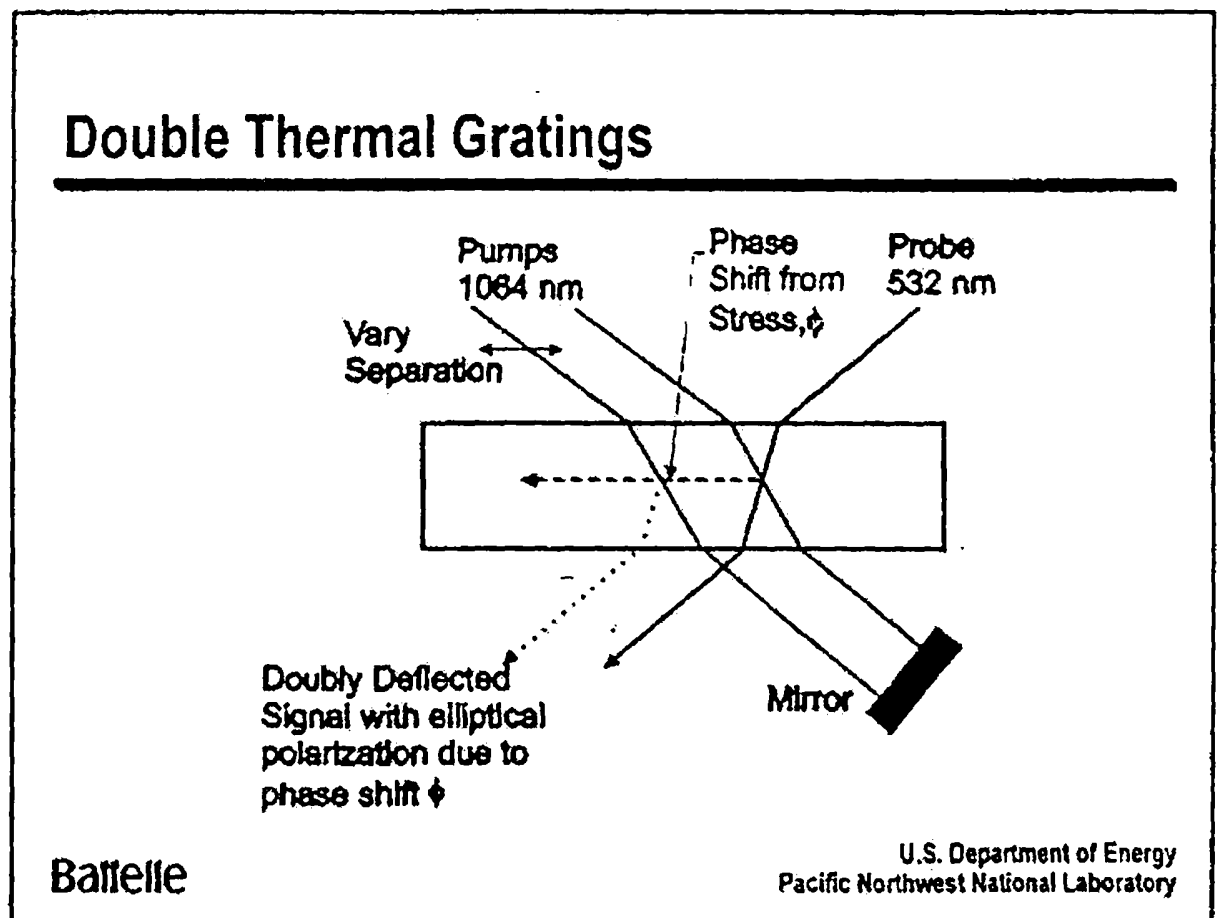 Double Thermal Gratings
Pumps
1064 nm
Phase
Shift from
Stress,ϕ
Probe
532 nm
Vary
Separation
Doubly Deflected
Signal with elliptical
polartzation due to
phase shift ϕ
Mirror
Battelle
U.S. Department of Energy
Pacific Northwest National Laboratory